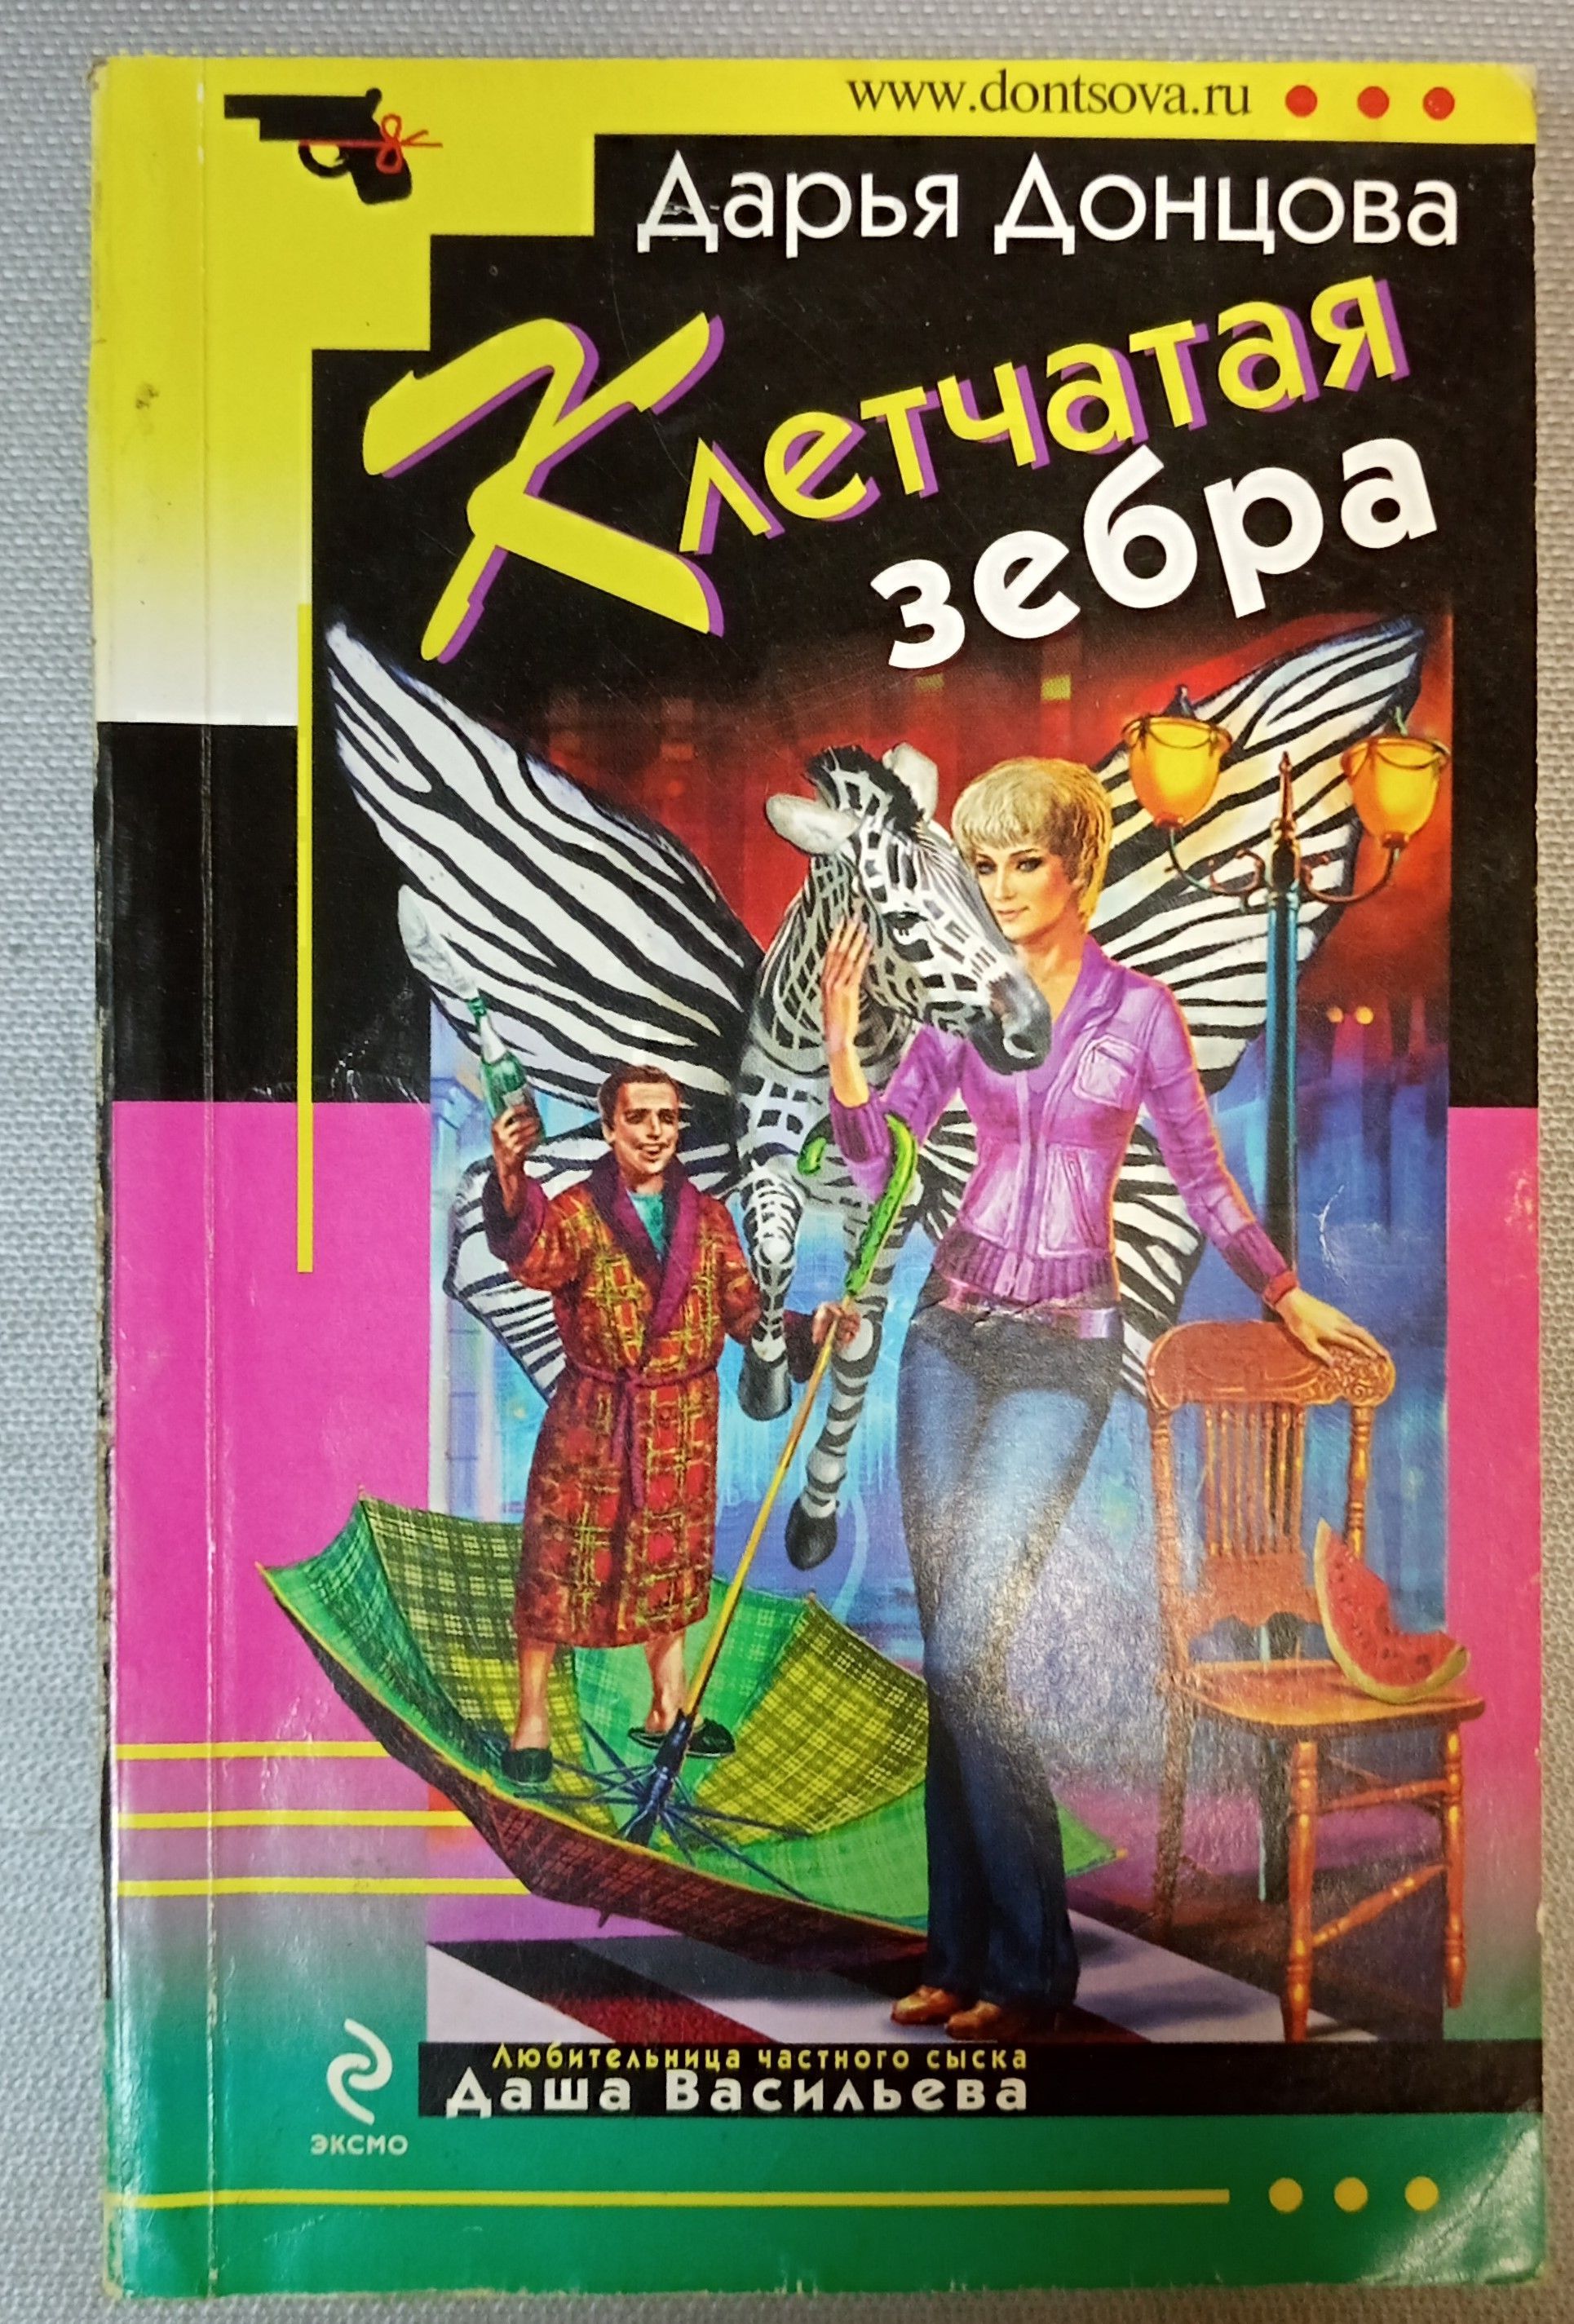 www.dontsova.ru
Дарья Донцова
Клетчатая
зебра
Любительница частного сыска
Даша Васильева
эксмо